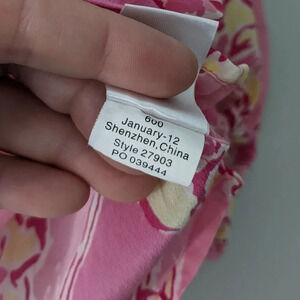 600
January-12
Shenzhen,China
Style 27903
PO 039444